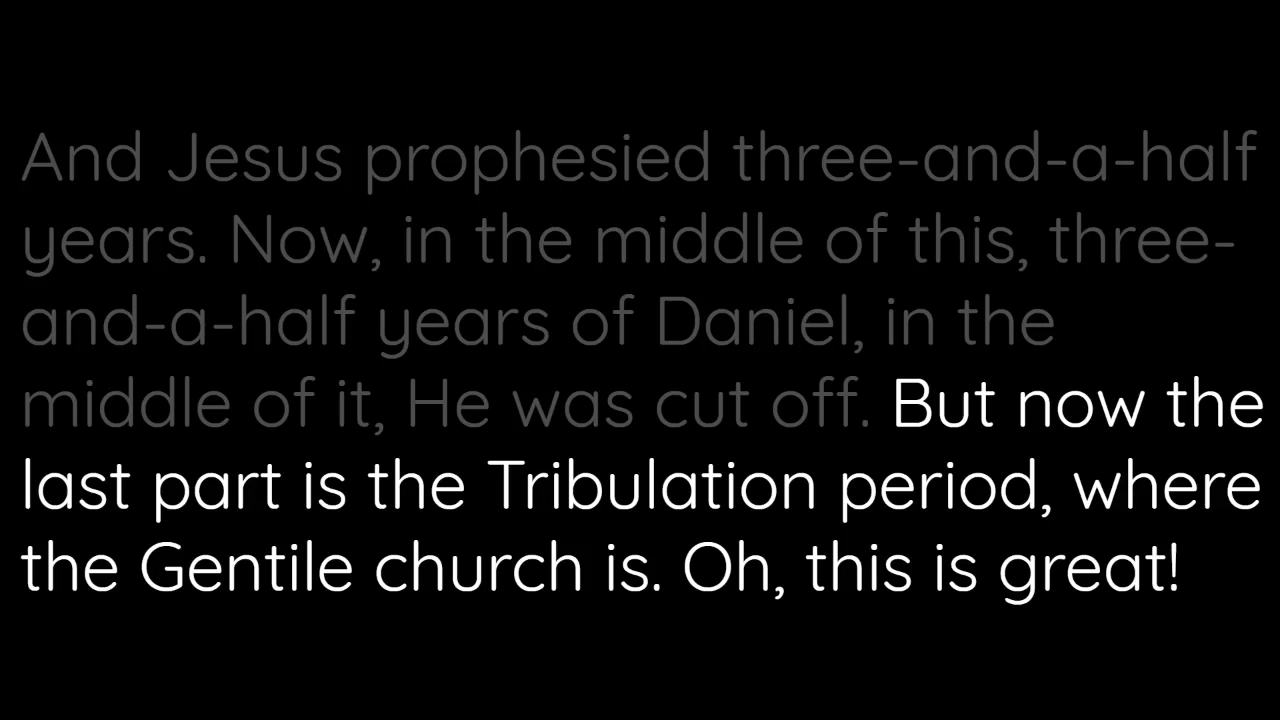 And Jesus prophesied three-and-a-half
years. Now, in the middle of this, three-
and-a-half years of Daniel, in the
middle of it, He was cut off. But now the
last part is the Tribulation period, where
the Gentile church is. Oh, this is great!